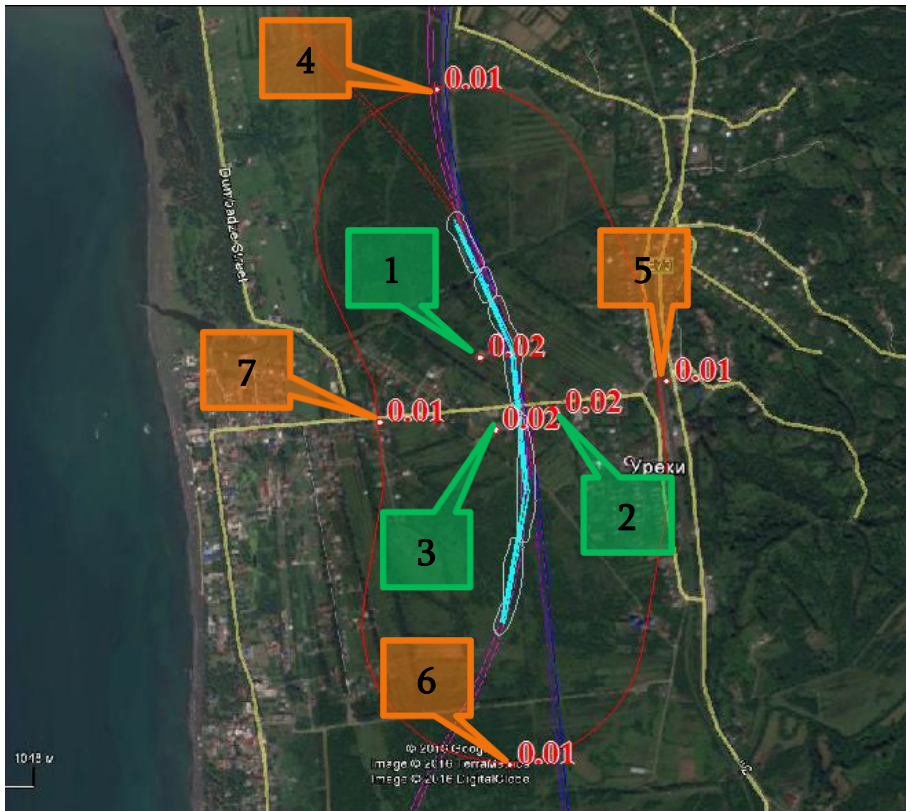 4
0.01
Dumbadze Street
1
5
0.02
7
0.01
0.01
0.02
0.02
Уреки
3
2
6
0.01
© 2016 Google
Image © 2016 TerraMetrics
Image © 2016 DigitalGlobe
1048 м